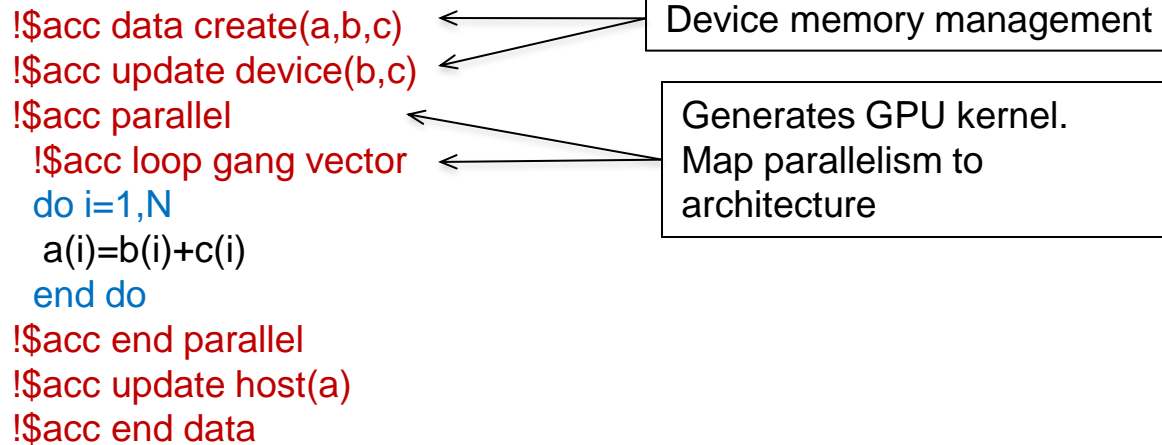 !$acc data create(a,b,c)
Device memory management
!$acc update device(b,c)
!$acc parallel
Generates GPU kernel.
Map parallelism to
architecture
!$acc loop gang vector
do i=1,N
a(i)=b(i)+c(i)
end do
!$acc end parallel
!$acc update host(a)
!$acc end data